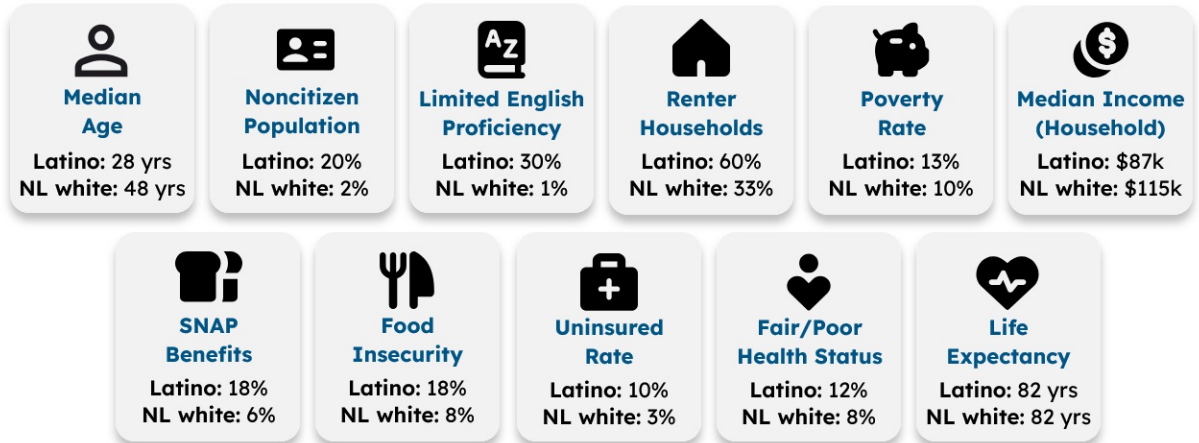 Median
Age
Latino: 28 yrs
NL white: 48 yrs
Noncitizen
Population
Latino: 20%
NL white: 2%
AZ
Limited English
Proficiency
Latino: 30%
NL white: 1%
Renter
Households
Latino: 60%
NL white: 33%
Poverty
Rate
Latino: 13%
NL white: 10%
$
Median Income
(Household)
Latino: $87k
NL white: $115k
SNAP
Benefits
Latino: 18%
NL white: 6%
Food
Insecurity
Latino: 18%
NL white: 8%
Uninsured
Rate
Latino: 10%
NL white: 3%
Fair/Poor
Health Status
Latino: 12%
NL white: 8%
Life
Expectancy
Latino: 82 yrs
NL white: 82 yrs